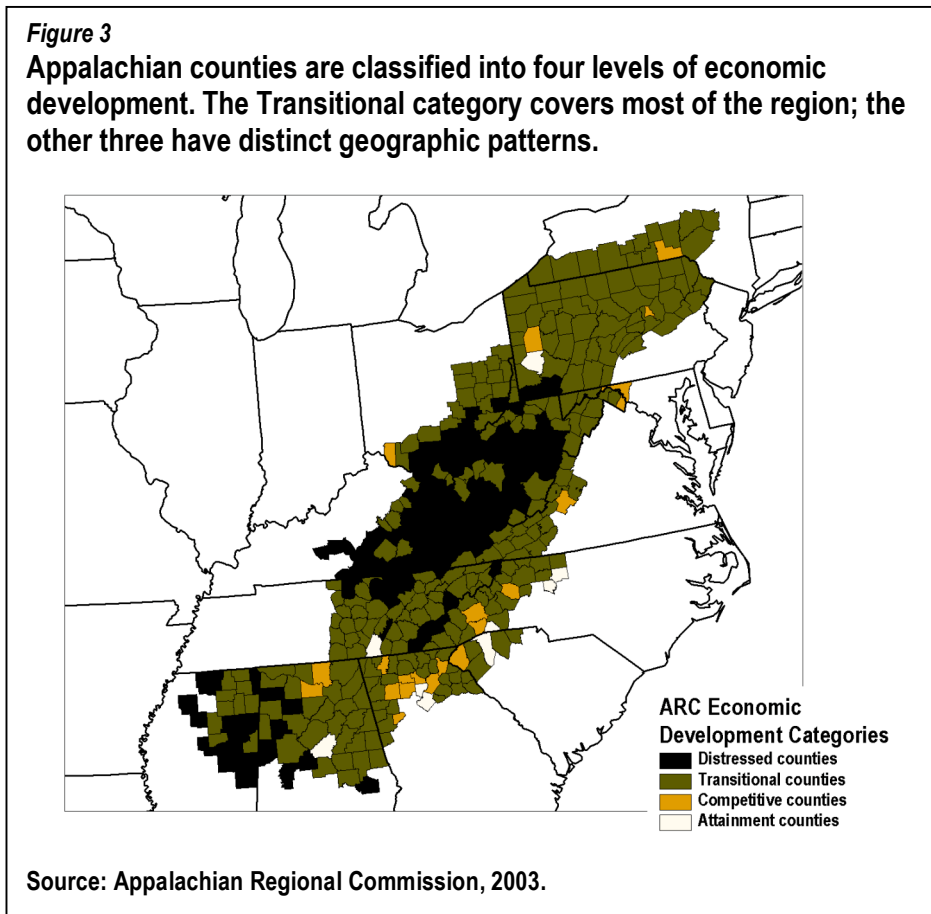 Figure 3
Appalachian counties are classified into four levels of economic
development. The Transitional category covers most of the region; the
other three have distinct geographic patterns.
ARC Economic
Development Categories
Distressed counties
Transitional counties
Competitive counties
Attainment counties
Source: Appalachian Regional Commission, 2003.